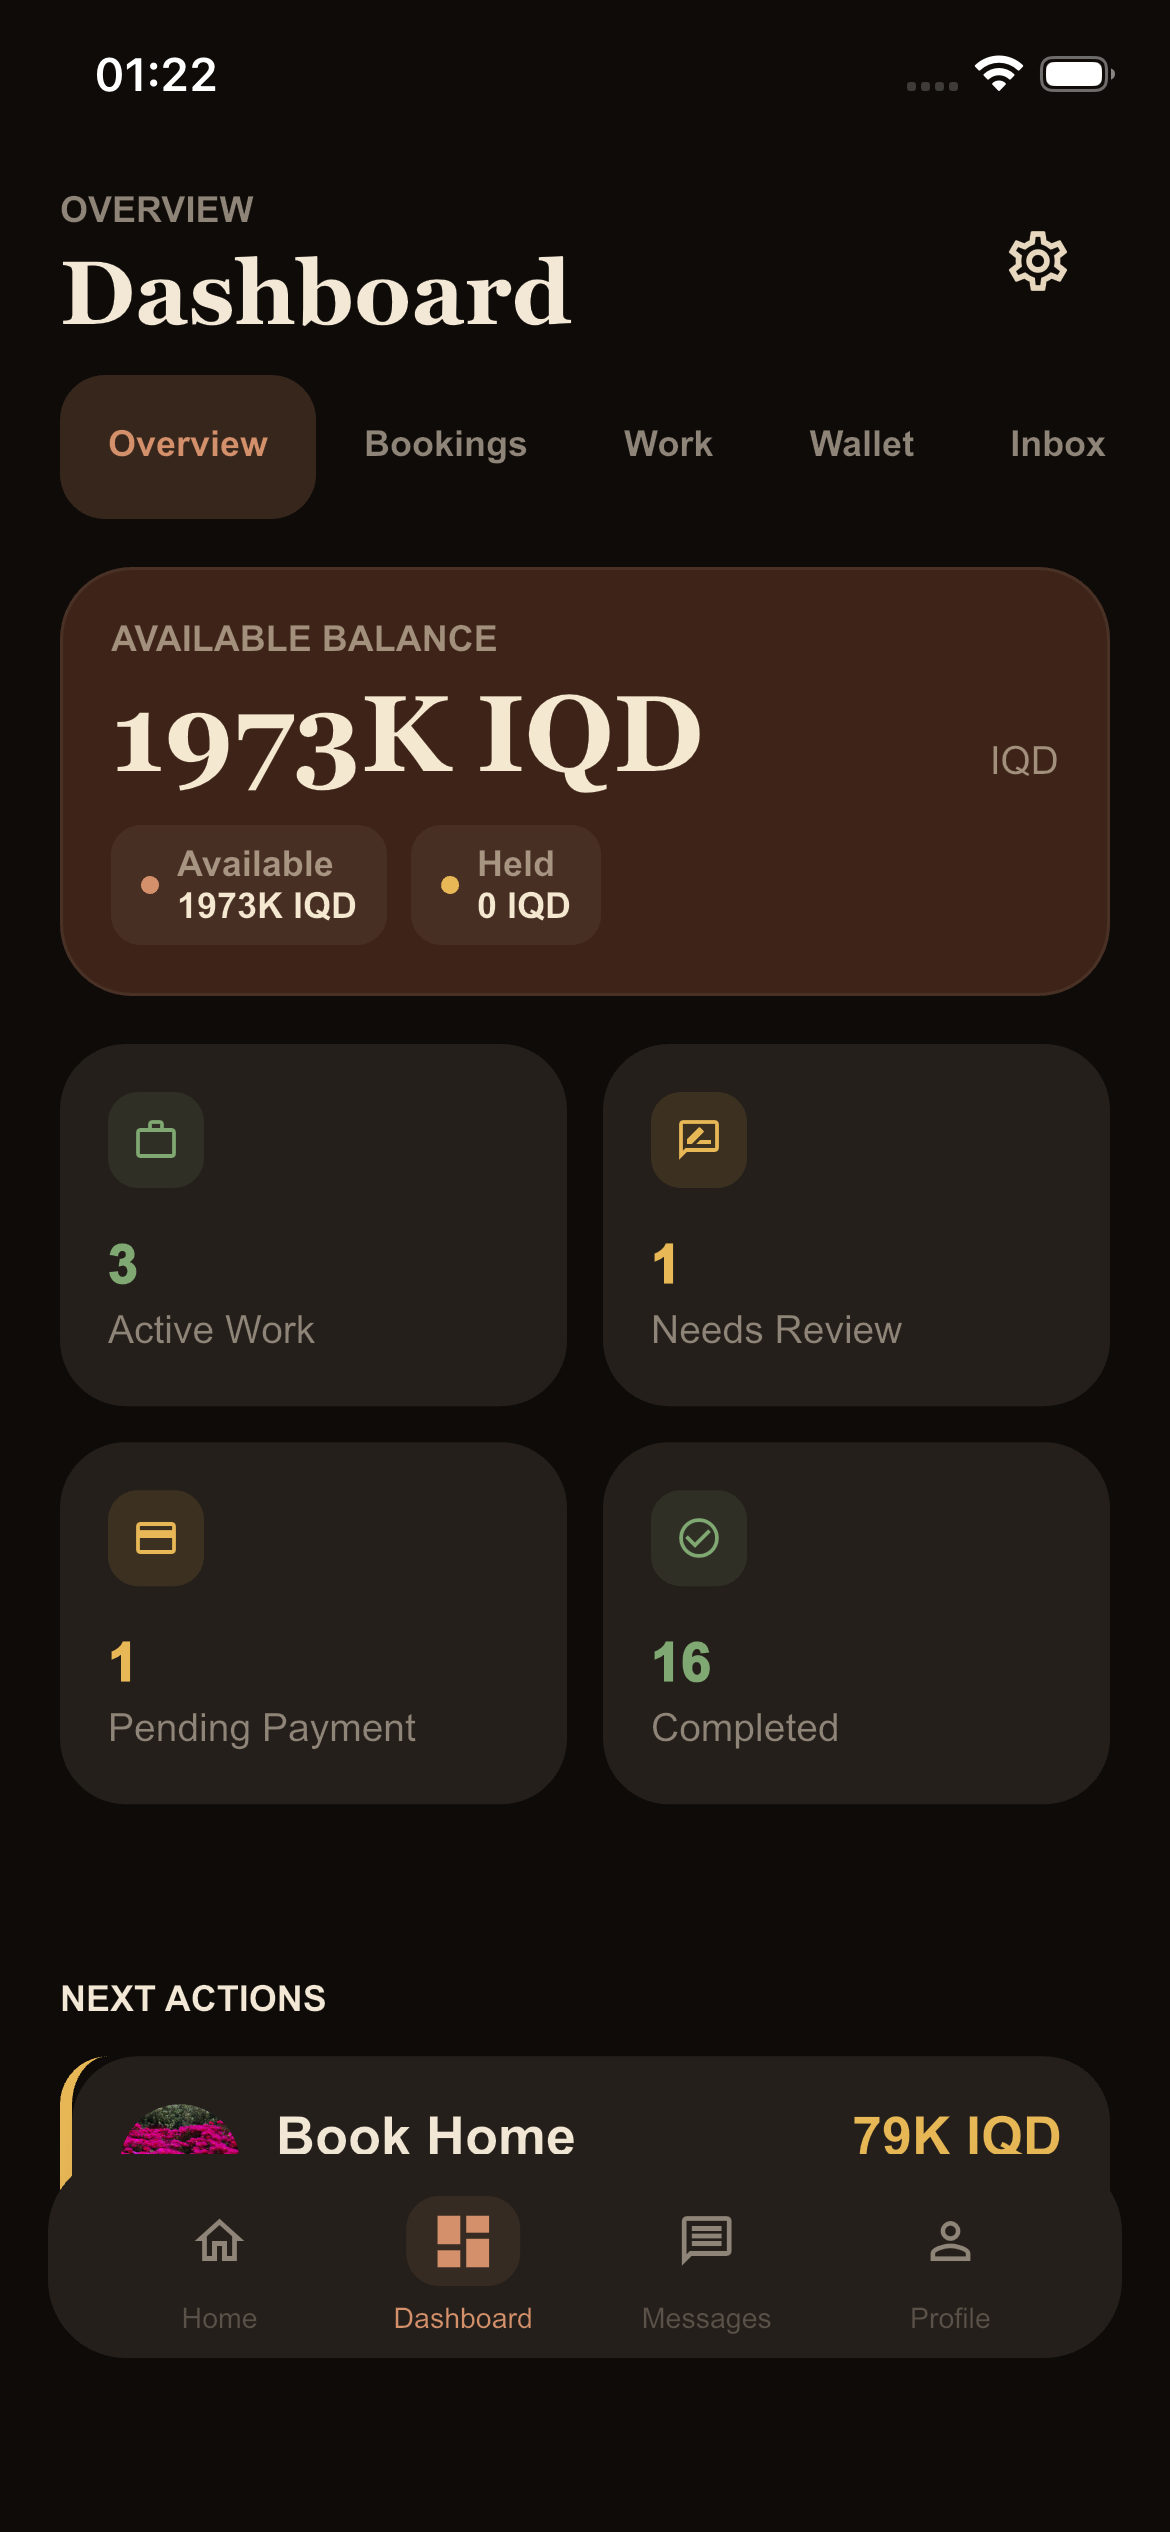 01:22
OVERVIEW
Dashboard
Overview Bookings Work Wallet Inbox
AVAILABLE BALANCE
1973K IQD IQD
Available
1973K IQD
Held
0 IQD
3
Active Work
1
Needs Review
1
Pending Payment
16
Completed
NEXT ACTIONS
Book Home 79K IQD
Home Dashboard Messages Profile